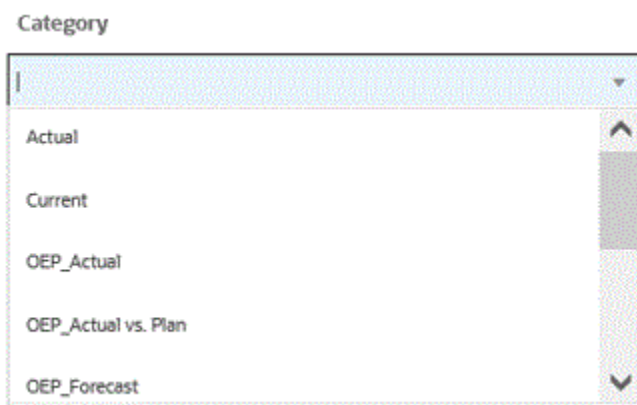 Category
Actual
Current
OEP_Actual
OEP_Actual vs. Plan
OEP_Forecast